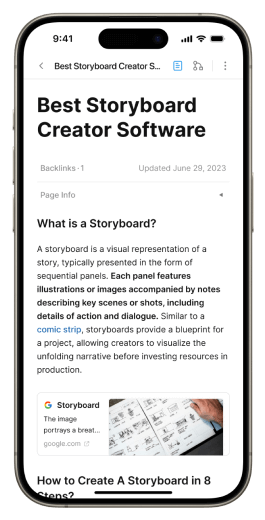 9:41
Best Storyboard Creator S...
Best Storyboard
Creator Software
Backlinks · 1
Updated June 29, 2023
Page Info
What is a Storyboard?
A storyboard is a visual representation of a
story, typically presented in the form of
sequential panels. Each panel features
illustrations or images accompanied by notes
describing key scenes or shots, including
details of action and dialogue. Similar to a
comic strip, storyboards provide a blueprint for
a project, allowing creators to visualize the
unfolding narrative before investing resources in
production.
Storyboard
The image
portrays a breat...
google.com
How to Create A Storyboard in 8
Steps?